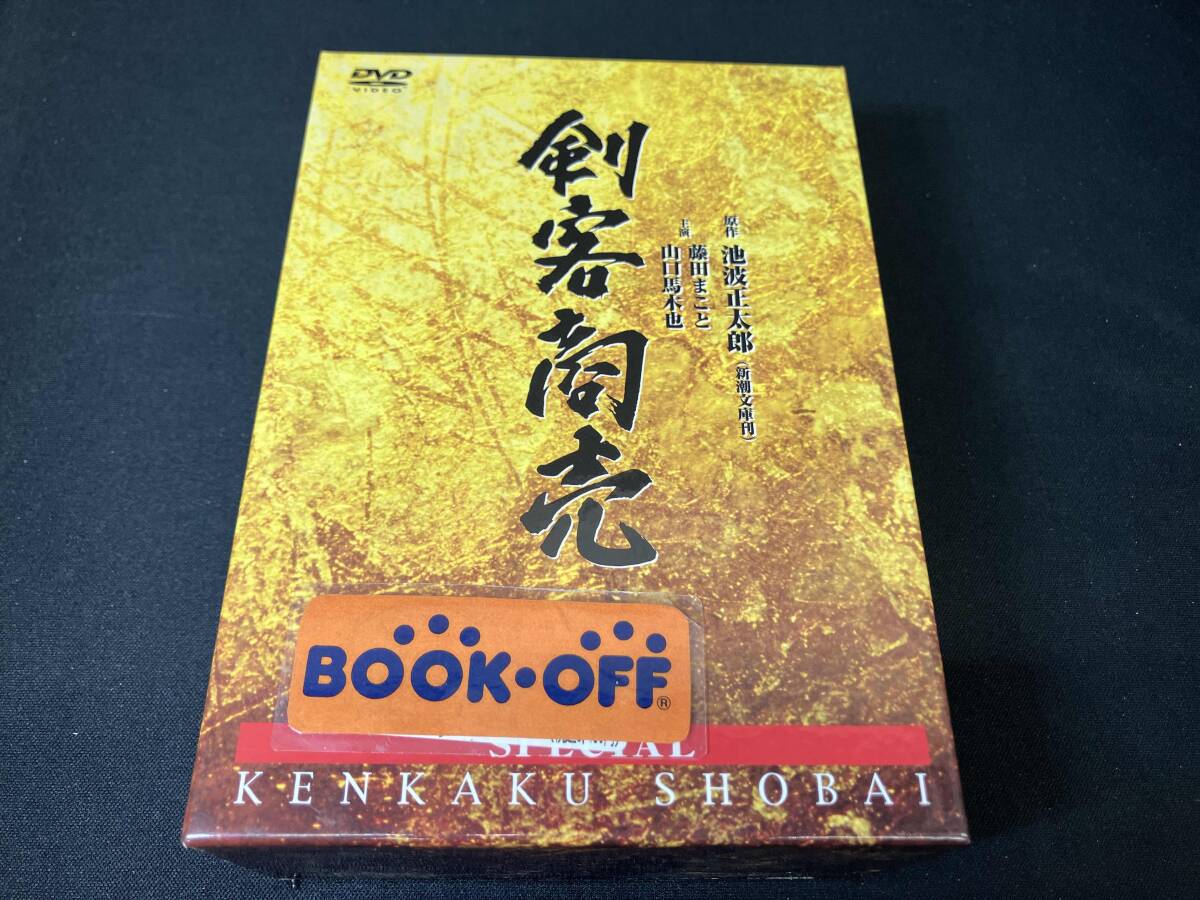 DVD
VIDEO
剣客商売
原作 池波正太郎(新潮文庫刊)
主演 藤田まこと
山口馬木也
BOOK・OFF®
SPECIAL
KENKAKU SHOBAI